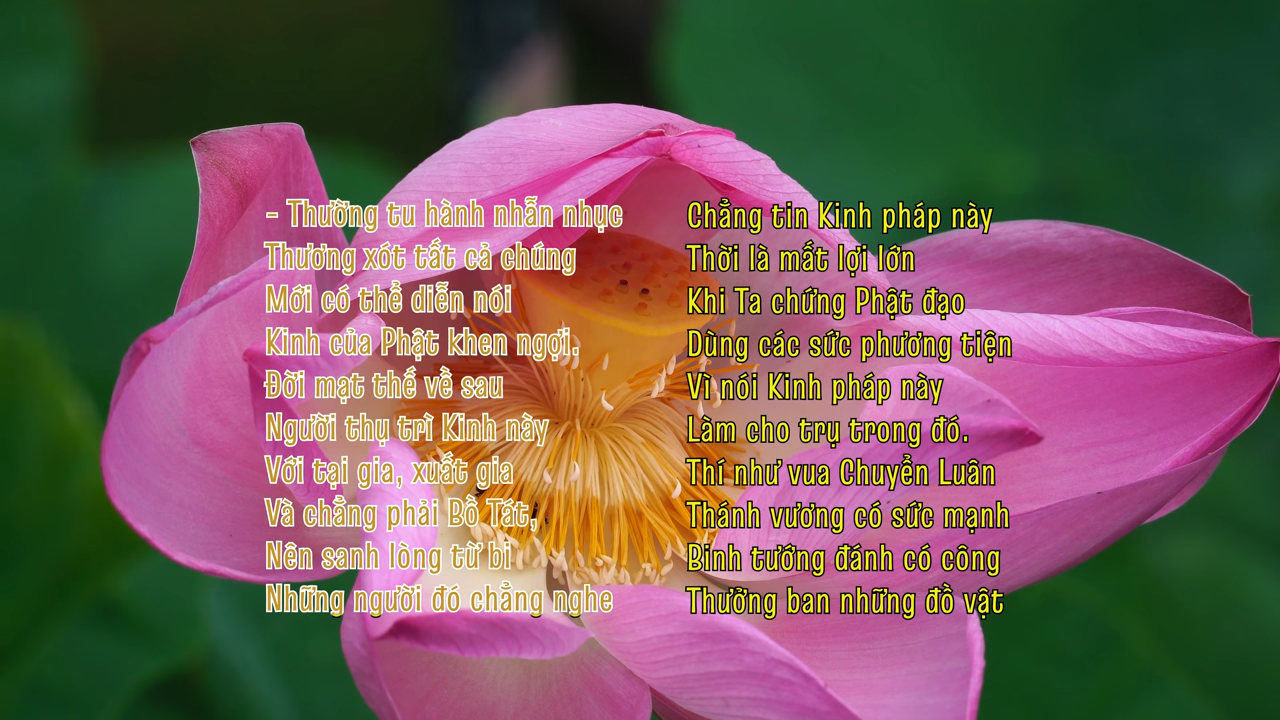 - Thường tu hành nhẫn nhục
Thương xót tất cả chúng
Mới có thể diễn nói
Kinh của Phật khen ngợi.
Đời mạt thế về sau
Người thụ trì Kinh này
Với tại gia, xuất gia
Và chẳng phải Bồ Tát,
Nên sanh lòng từ bi
Những người đó chẳng nghe
Chẳng tin Kinh pháp này
Thời là mất lợi lớn
Khi Ta chứng Phật đạo
Dùng các sức phương tiện
Vì nói Kinh pháp này
Làm cho trụ trong đó.
Thí như vua Chuyển Luân
Thánh vương có sức mạnh
Binh tướng đánh có công
Thưởng ban những đồ vật